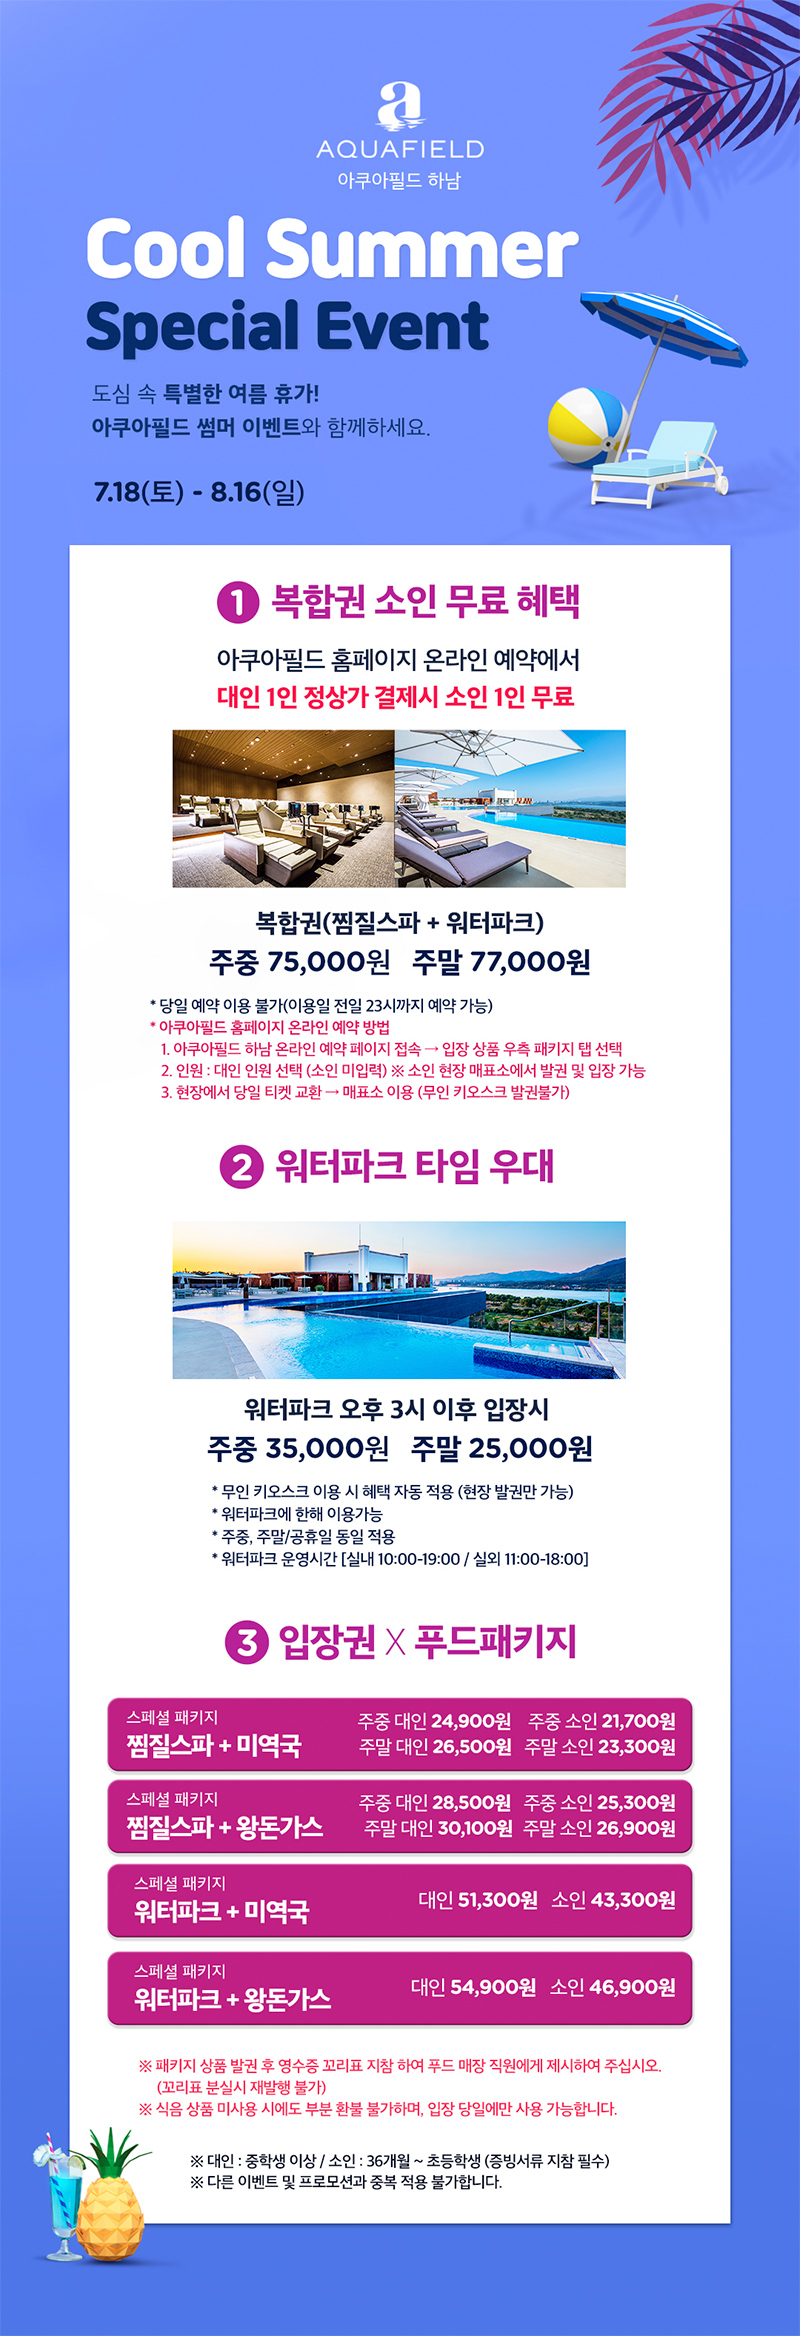 a
AQUAFIELD
아쿠아필드 하남
Cool Summer
Special Event
도심 속 특별한 여름 휴가!
아쿠아필드 썸머 이벤트와 함께하세요.
7.18(토) - 8.16(일)
1 복합권 소인 무료 혜택
아쿠아필드 홈페이지 온라인 예약에서
대인 1인 정상가 결제시 소인 1인 무료
복합권(찜질스파 + 워터파크)
주중 75,000원 주말 77,000원
* 당일 예약 이용 불가(이용일 전일 23시까지 예약 가능)
* 아쿠아필드 홈페이지 온라인 예약 방법
1. 아쿠아필드 하남 온라인 예약 페이지 접속 → 입장 상품 우측 패키지 탭 선택
2. 인원 : 대인 인원 선택 (소인 미입력) ※ 소인 현장 매표소에서 발권 및 입장 가능
3. 현장에서 당일 티켓 교환 → 매표소 이용 (무인 키오스크 발권불가)
2 워터파크 타임 우대
워터파크 오후 3시 이후 입장시
주중 35,000원 주말 25,000원
* 무인 키오스크 이용 시 혜택 자동 적용 (현장 발권만 가능)
* 워터파크에 한해 이용가능
* 주중, 주말/공휴일 동일 적용
* 워터파크 운영시간 [실내 10:00-19:00 / 실외 11:00-18:00]
3 입장권 X 푸드패키지
스페셜 패키지
찜질스파 + 미역국
주중 대인 24,900원 주중 소인 21,700원
주말 대인 26,500원 주말 소인 23,300원
스페셜 패키지
찜질스파 + 왕돈가스
주중 대인 28,500원 주중 소인 25,300원
주말 대인 30,100원 주말 소인 26,900원
스페셜 패키지
워터파크 + 미역국
대인 51,300원 소인 43,300원
스페셜 패키지
워터파크 + 왕돈가스
대인 54,900원 소인 46,900원
※ 패키지 상품 발권 후 영수중 꼬리표 지참 하여 푸드 매장 직원에게 제시하여 주십시오.
(꼬리표 분실시 재발행 불가)
※ 식음 상품 미사용 시에도 부분 환불 불가하며, 입장 당일에만 사용 가능합니다.
※ 대인 : 중학생 이상 / 소인 : 36개월 ~ 초등학생 (증빙서류 지참 필수)
※ 다른 이벤트 및 프로모션과 중복 적용 불가합니다.